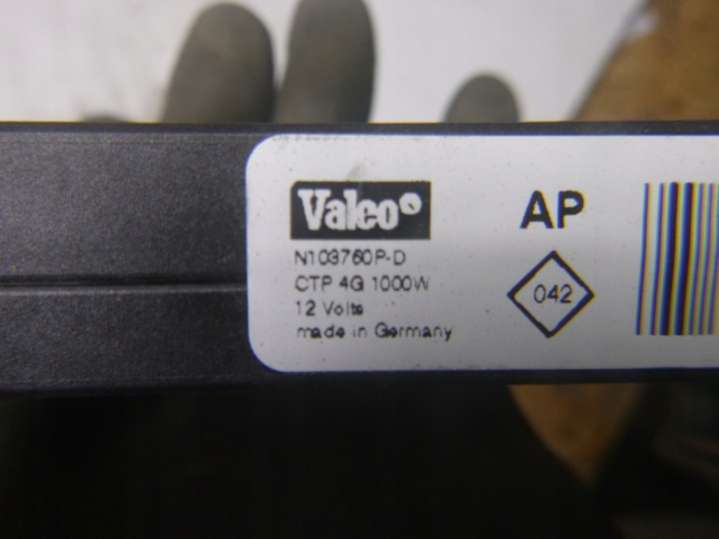 Valeo
N103760P-D
CTP 4G 1000W
12 Volts
made in Germany
AP
042